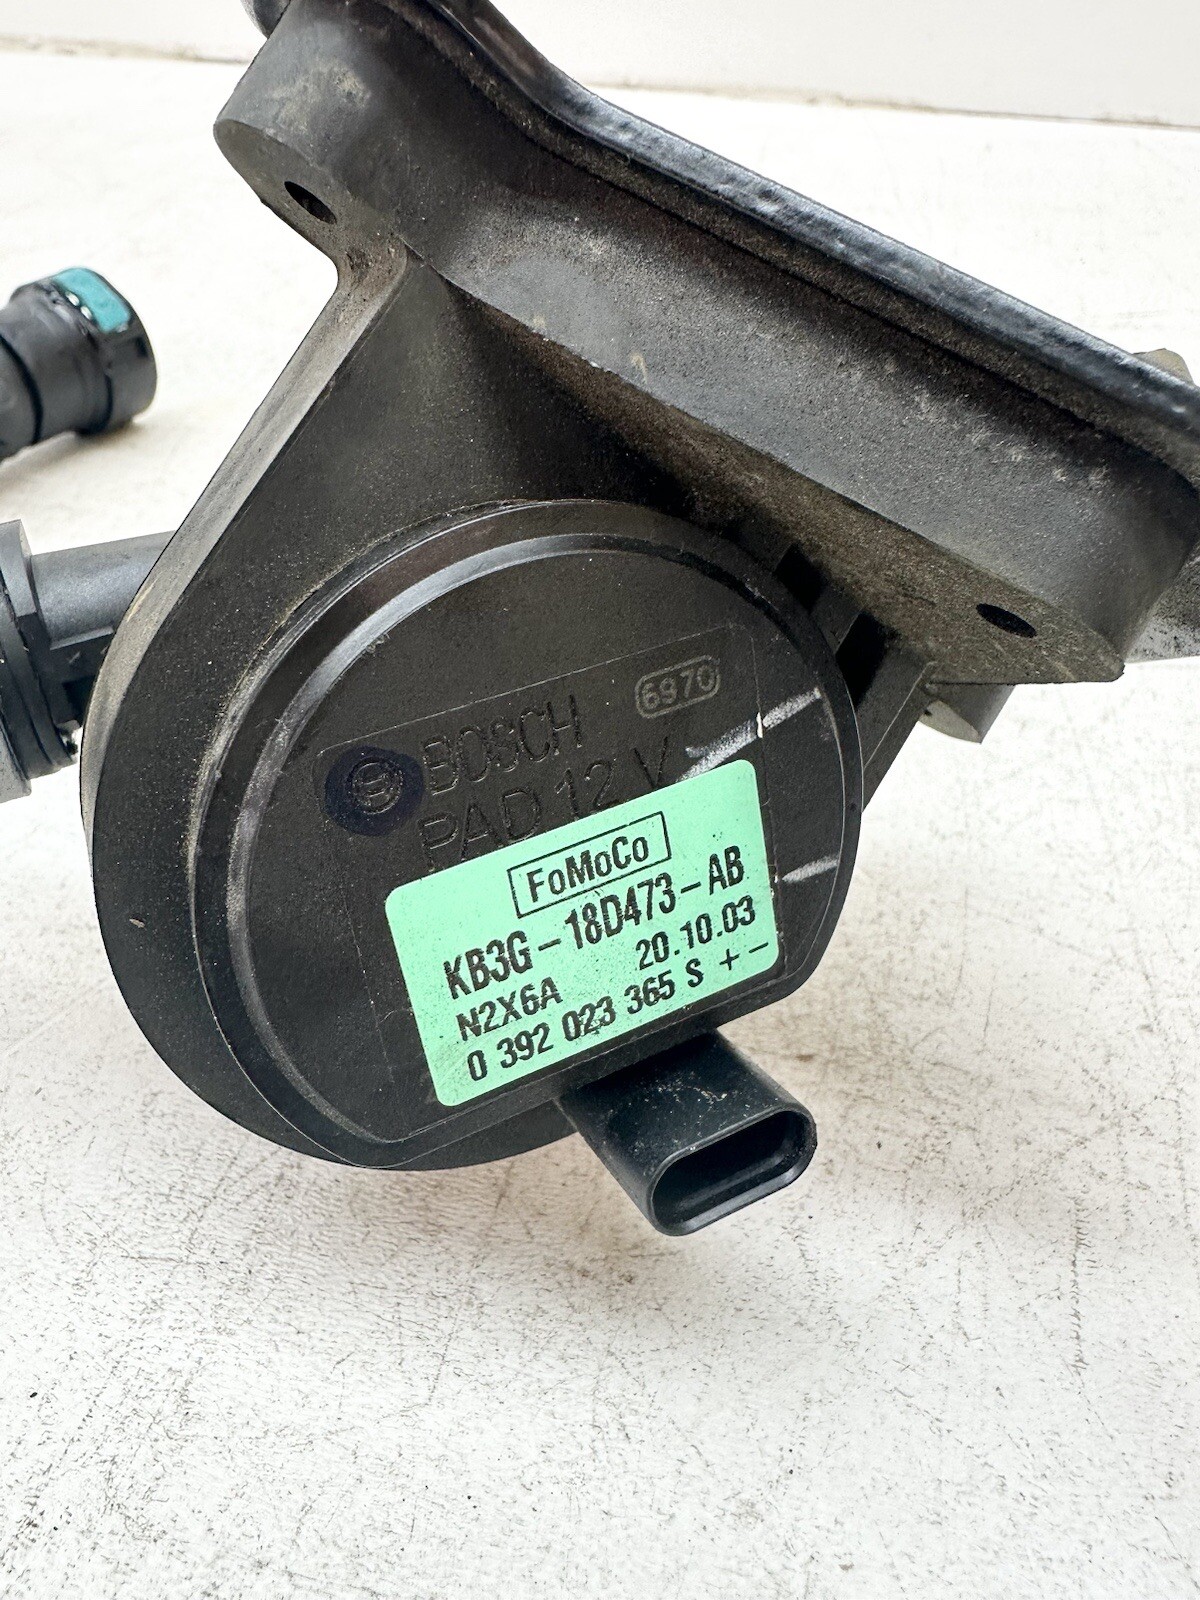 6970
BOSCH
PAD 12 V
FoMoCo
KB3G-18D473-AB
20.10.03
N2X6A
0 392 023 365 S + -